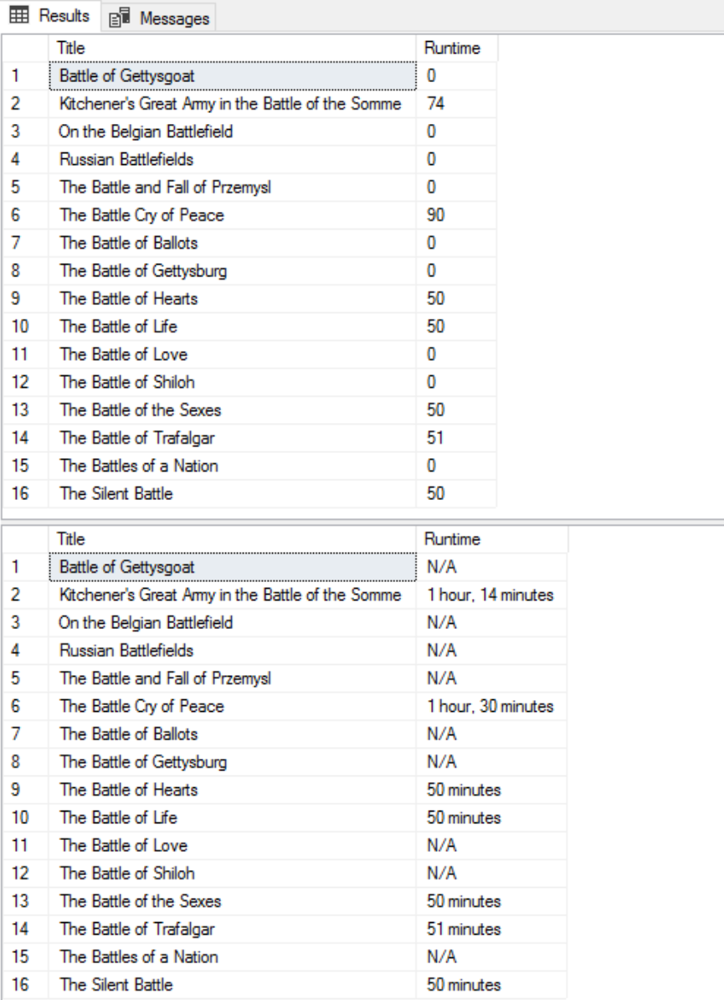 Results Messages
Title Runtime
1 Battle of Gettysgoat 0
2 Kitchener's Great Army in the Battle of the Somme 74
3 On the Belgian Battlefield 0
4 Russian Battlefields 0
5 The Battle and Fall of Przemysl 0
6 The Battle Cry of Peace 90
7 The Battle of Ballots 0
8 The Battle of Gettysburg 0
9 The Battle of Hearts 50
10 The Battle of Life 50
11 The Battle of Love 0
12 The Battle of Shiloh 0
13 The Battle of the Sexes 50
14 The Battle of Trafalgar 51
15 The Battles of a Nation 0
16 The Silent Battle 50
Title Runtime
1 Battle of Gettysgoat N/A
2 Kitchener's Great Army in the Battle of the Somme 1 hour, 14 minutes
3 On the Belgian Battlefield N/A
4 Russian Battlefields N/A
5 The Battle and Fall of Przemysl N/A
6 The Battle Cry of Peace 1 hour, 30 minutes
7 The Battle of Ballots N/A
8 The Battle of Gettysburg N/A
9 The Battle of Hearts 50 minutes
10 The Battle of Life 50 minutes
11 The Battle of Love N/A
12 The Battle of Shiloh N/A
13 The Battle of the Sexes 50 minutes
14 The Battle of Trafalgar 51 minutes
15 The Battles of a Nation N/A
16 The Silent Battle 50 minutes